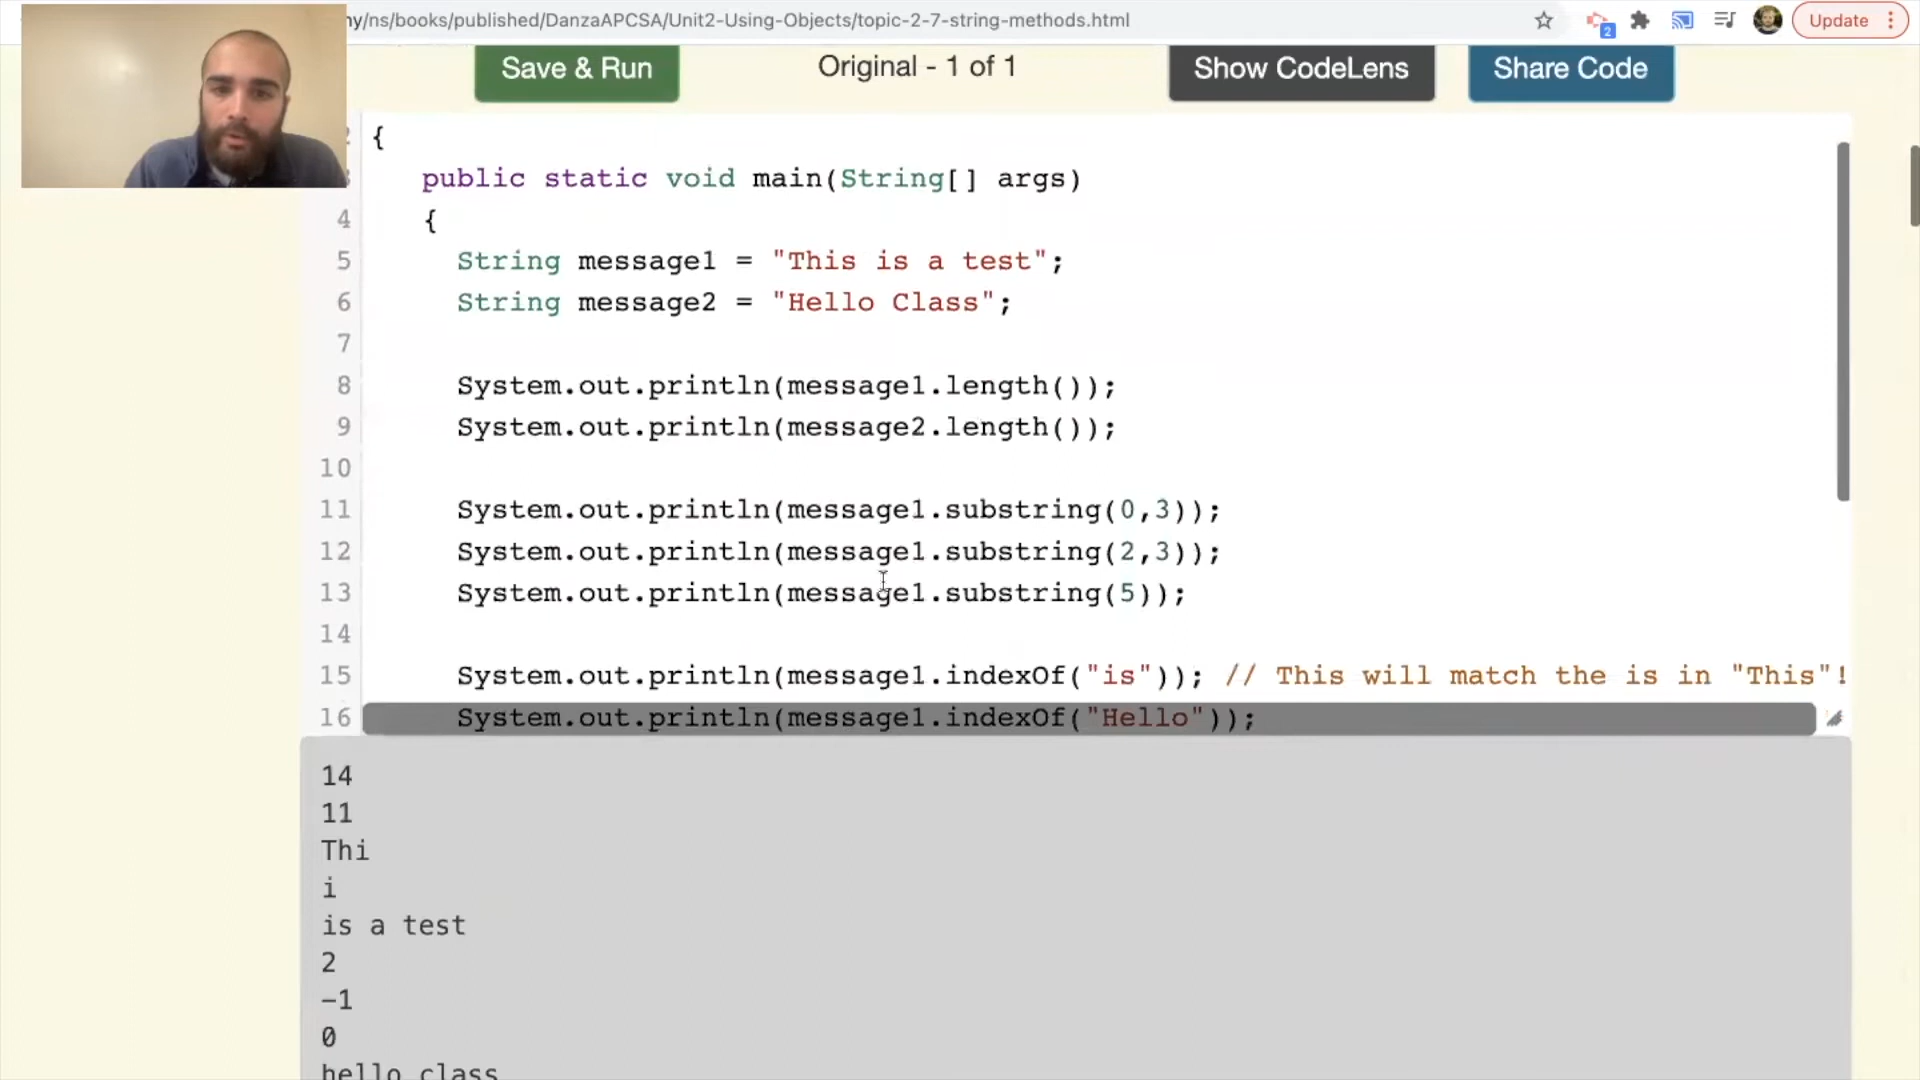 ny/ns/books/published/DanzaAPCSA/Unit2-Using-Objects/topic-2-7-string-methods.html
2
Update
Save & Run
Original - 1 of 1
Show CodeLens
Share Code
{
public static void main(String[] args)
4 {
5 String message1 = "This is a test";
6 String message2 = "Hello Class";
7
8 System.out.println(message1.length());
9 System.out.println(message2.length());
10
11 System.out.println(message1.substring(0,3));
12 System.out.println(message1.substring(2,3));
13 System.out.println(message1.substring(5));
14
15 System.out.println(message1.indexOf("is")); // This will match the is in "This"!
16 System.out.println(message1.indexOf("Hello"));
14
11
Thi
i
is a test
2
-1
0
hello class